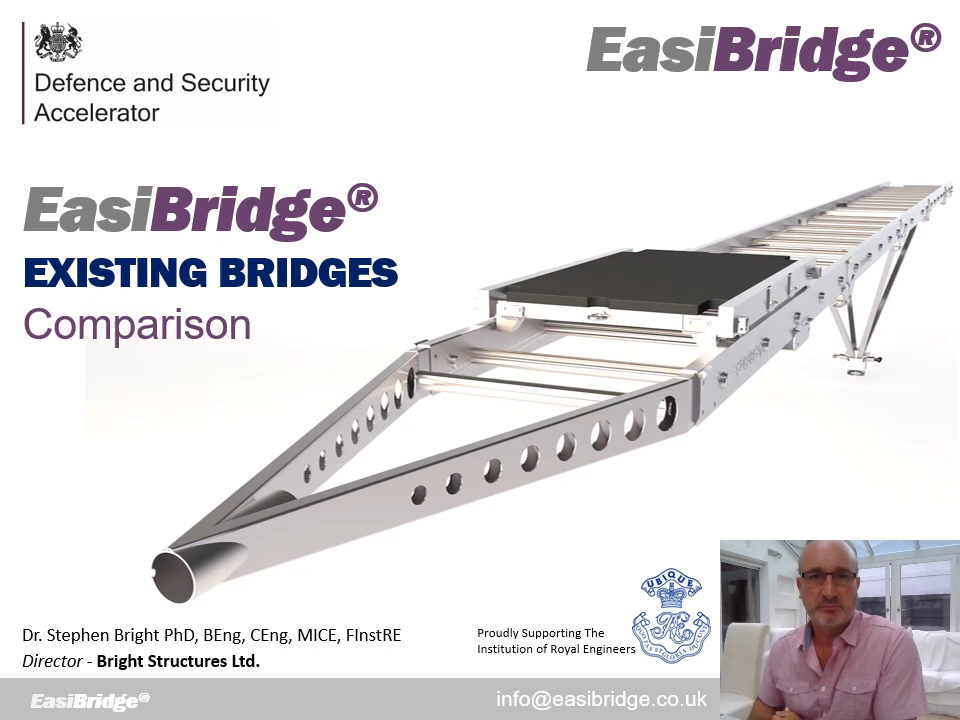 Defence and Security
Accelerator
EasiBridge®
EasiBridge®
EXISTING BRIDGES
Comparison
UBIQUE
Dr. Stephen Bright PhD, BEng, CEng, MICE, FInstRE
Director - Bright Structures Ltd.
Proudly Supporting The
Institution of Royal Engineers
EasiBridge®
info@easibridge.co.uk